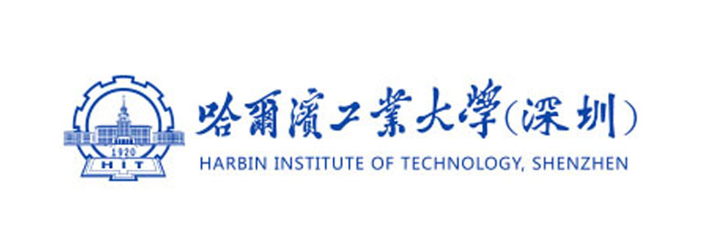 哈爾濱工業大學(深圳)
HARBIN INSTITUTE OF TECHNOLOGY, SHENZHEN
1920
HIT